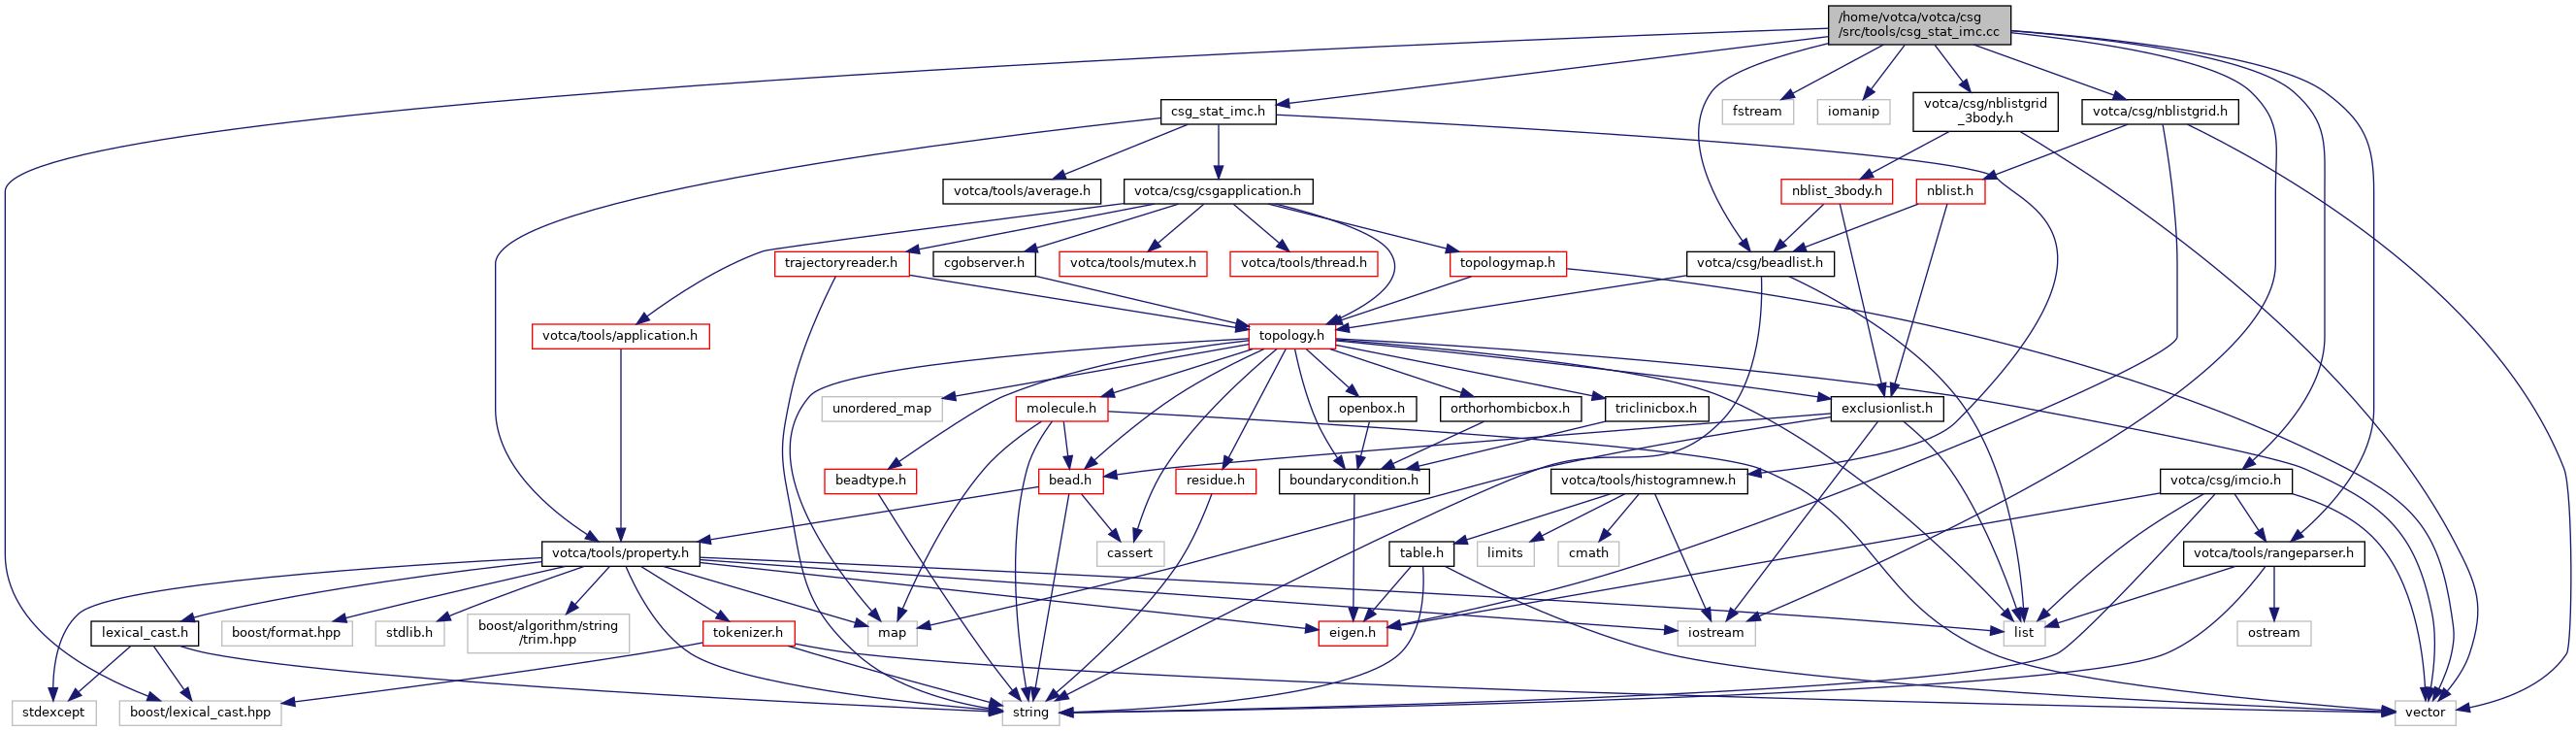 /home/votca/votca/csg
/src/tools/csg_stat_imc.cc
csg_stat_imc.h
fstream
iomanip
votca/csg/nblistgrid
_3body.h
votca/csg/nblistgrid.h
votca/tools/average.h
votca/csg/csgapplication.h
nblist_3body.h
nblist.h
trajectoryreader.h
cgobserver.h
votca/tools/mutex.h
votca/tools/thread.h
topologymap.h
votca/csg/beadlist.h
votca/tools/application.h
topology.h
unordered_map
molecule.h
openbox.h
orthorhombicbox.h
triclinicbox.h
exclusionlist.h
beadtype.h
bead.h
residue.h
boundarycondition.h
votca/tools/histogramnew.h
votca/csg/imcio.h
votca/tools/property.h
cassert
table.h
limits
cmath
votca/tools/rangeparser.h
lexical_cast.h
boost/format.hpp
stdlib.h
boost/algorithm/string
/trim.hpp
tokenizer.h
map
eigen.h
iostream
list
ostream
stdexcept
boost/lexical_cast.hpp
string
vector